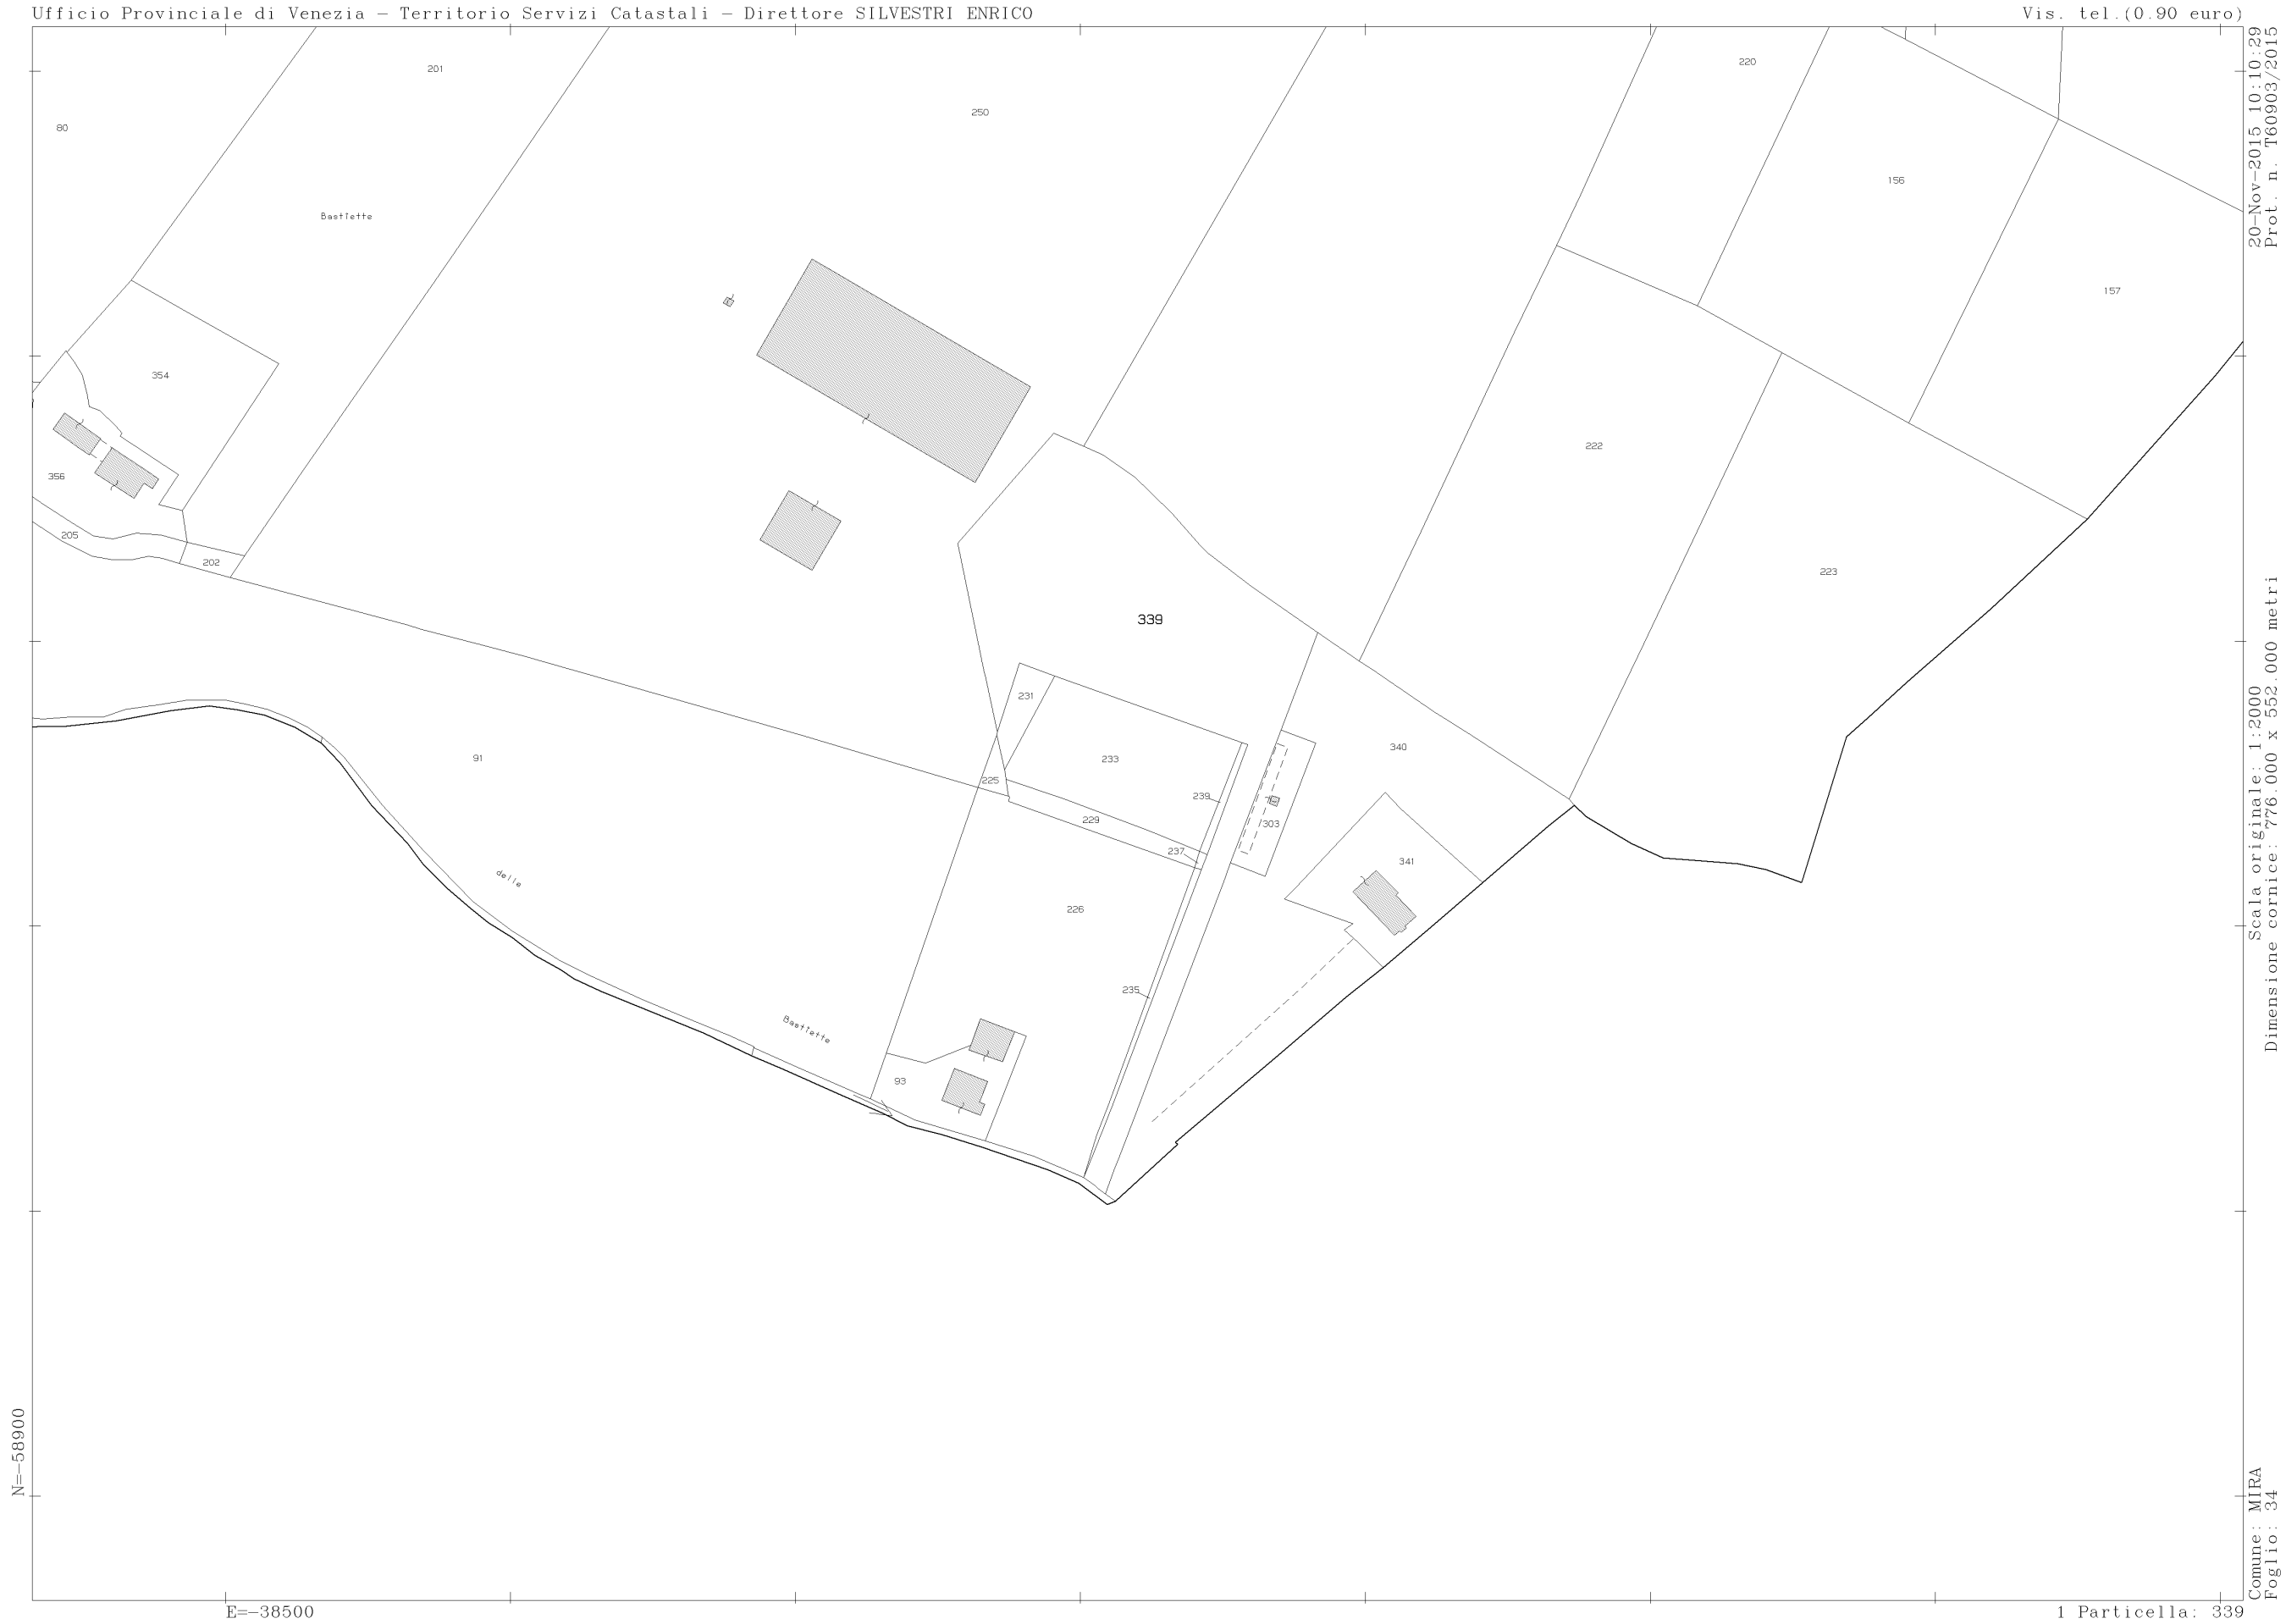 Ufficio Provinciale di Venezia - Territorio Servizi Catastali - Direttore SILVESTRI ENRICO
Vis. tel.(0.90 euro)
20-Nov-2015 10:10:29
Prot. n. T60903/2015
Scala originale: 1:2000
Dimensione cornice: 776.000 x 552.000 metri
Comune: MIRA
Foglio: 34
201
220
250
80
156
Bastiette
157
354
222
356
205
202
223
339
231
340
91
233
225
239
229
303
237
341
delle
226
235
Bastiette
93
N=-58900
E=-38500
1 Particella: 339